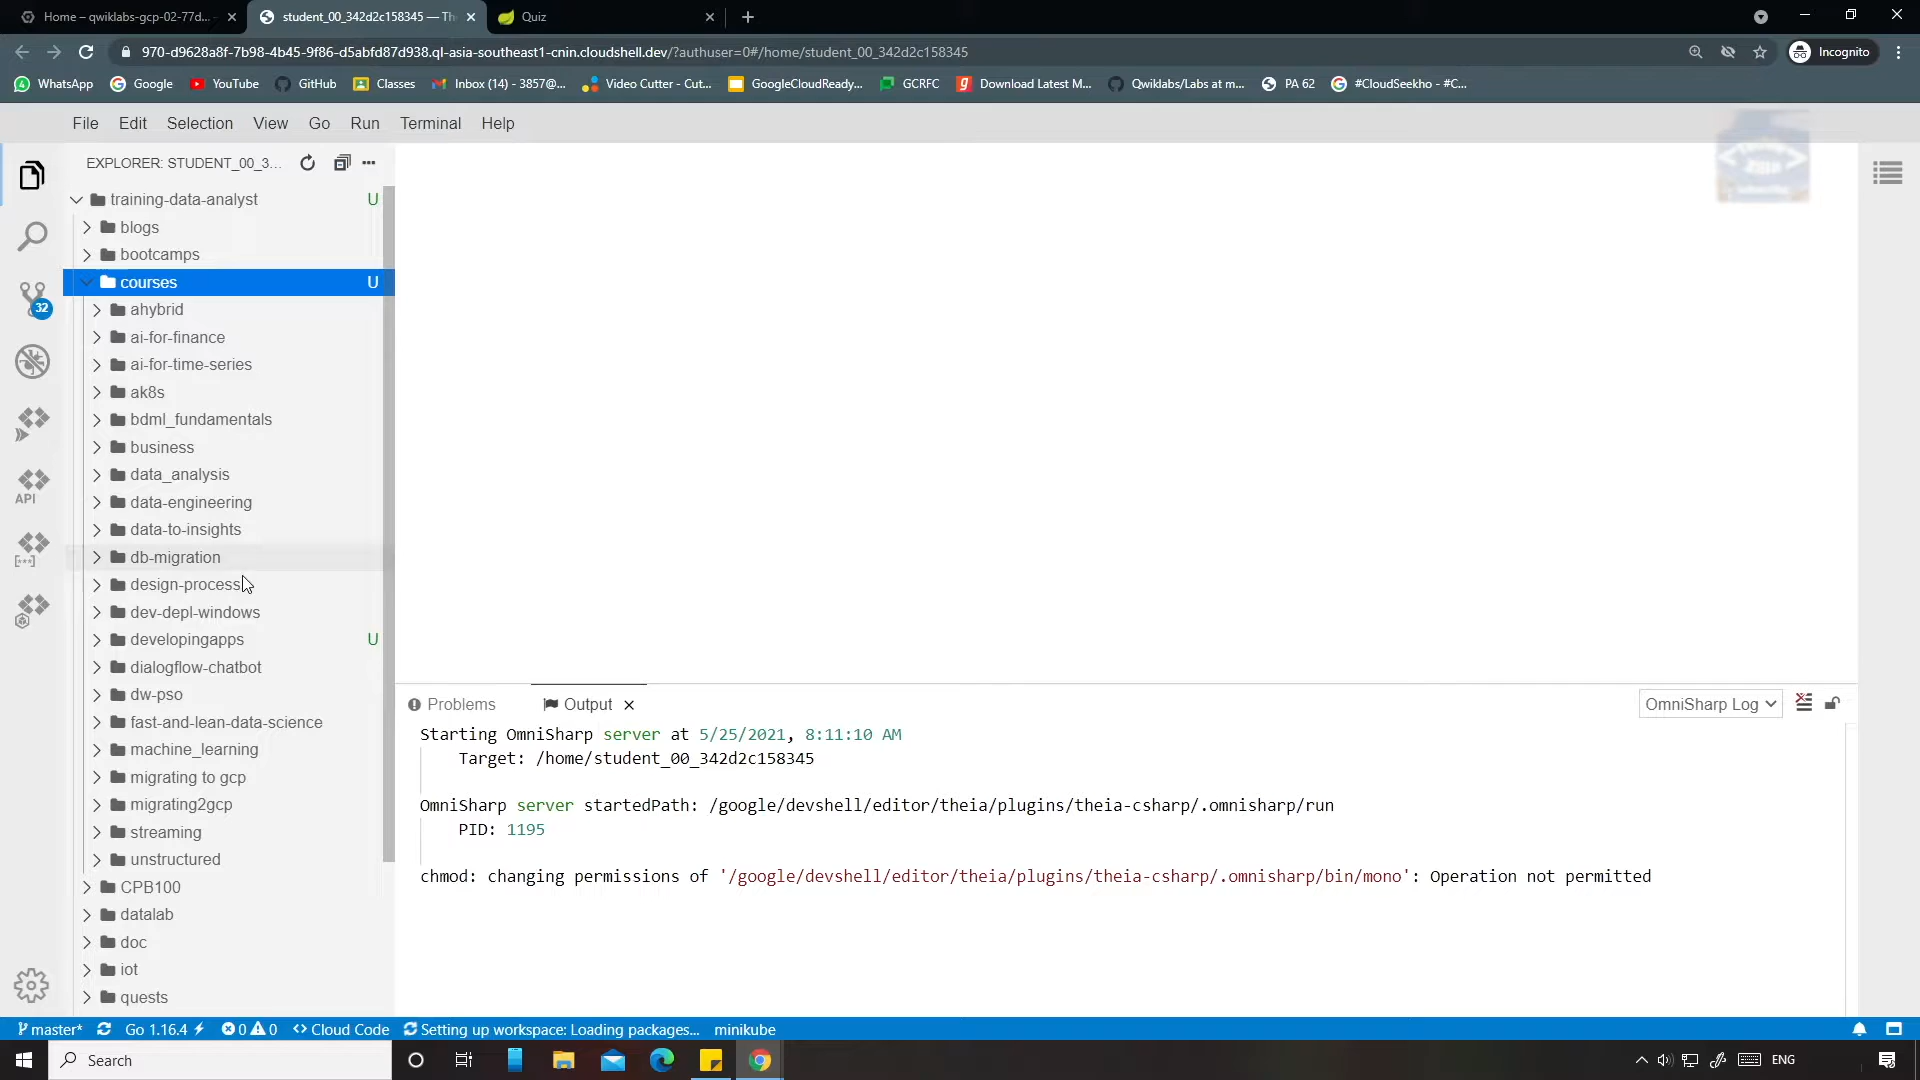 Home – qwiklabs-gcp-02-77d...
student_00_342d2c158345 — Th
Quiz
970-d9628a8f-7b98-4b45-9f86-d5abfd87d938.ql-asia-southeast1-cnin.cloudshell.dev/?authuser=0#/home/student_00_342d2c158345
Incognito
WhatsApp Google YouTube GitHub Classes Inbox (14) - 3857@... Video Cutter - Cut... GoogleCloudReady... GCRFC Download Latest M... Qwiklabs/Labs at m... PA 62 #CloudSeekho - #C...
File Edit Selection View Go Run Terminal Help
EXPLORER: STUDENT_00_3...
training-data-analyst U
blogs
bootcamps
courses U
32
ahybrid
ai-for-finance
ai-for-time-series
ak8s
bdml_fundamentals
business
data_analysis
API
data-engineering
data-to-insights
db-migration
design-process
dev-depl-windows
developingapps U
dialogflow-chatbot
dw-pso
fast-and-lean-data-science
machine_learning
migrating to gcp
migrating2gcp
streaming
unstructured
CPB100
datalab
doc
iot
quests
Problems Output OmniSharp Log
Starting OmniSharp server at 5/25/2021, 8:11:10 AM
Target: /home/student_00_342d2c158345
OmniSharp server startedPath: /google/devshell/editor/theia/plugins/theia-csharp/.omnisharp/run
PID: 1195
chmod: changing permissions of '/google/devshell/editor/theia/plugins/theia-csharp/.omnisharp/bin/mono': Operation not permitted
master* Go 1.16.4 0 0 <> Cloud Code Setting up workspace: Loading packages... minikube
Search
ENG